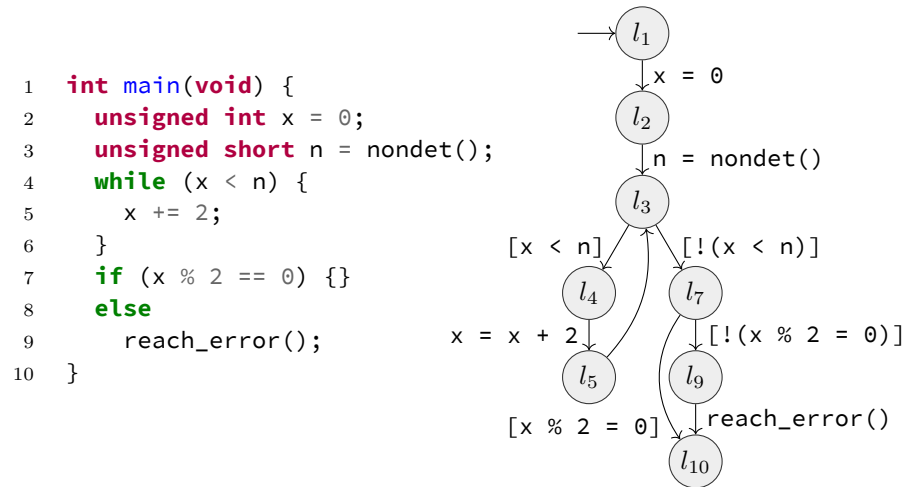 1 int main(void) {
2 unsigned int x = 0;
3 unsigned short n = nondet();
4 while (x < n) {
5 x += 2;
6 }
7 if (x % 2 == 0) {}
8 else
9 reach_error();
10 }
l1
x = 0
l2
n = nondet()
l3
[x < n] [!(x < n)]
l4 l7
x = x + 2 [!(x % 2 = 0)]
l5 l9
[x % 2 = 0] reach_error()
l10